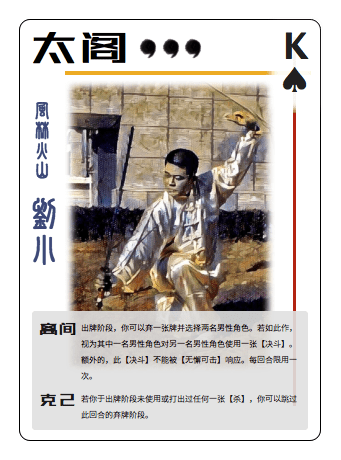 太阁
K
風林火山
劉小
离间
出牌阶段，你可以弃一张牌并选择两名男性角色。若如此作，
视为其中一名男性角色对另一名男性角色使用一张【决斗】。
额外的，此【决斗】不能被【无懈可击】响应。每回合限用一
次。
克己
若你于出牌阶段未使用或打出过任何一张【杀】，你可以跳过
此回合的弃牌阶段。